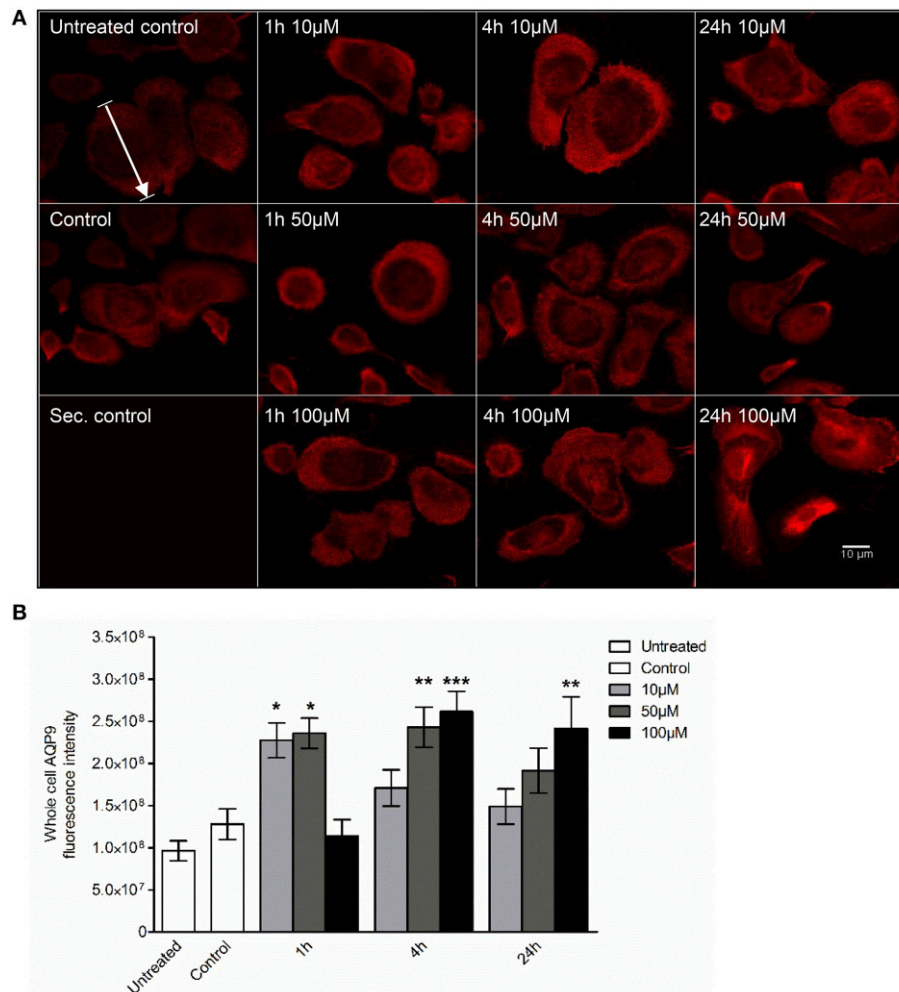 A
Untreated control
1h 10µM
4h 10µM
24h 10µM
Control
1h 50µM
4h 50µM
24h 50µM
Sec. control
1h 100µM
4h 100µM
24h 100µM
10 µm
B
Whole cell AQP9
fluorescence intensity
3.5×10⁸
3.0×10⁸
2.5×10⁸
2.0×10⁸
1.5×10⁸
1.0×10⁸
5.0×10⁷
0
* * ** *** **
Untreated
Control
1h
4h
24h
Untreated
Control
10µM
50µM
100µM